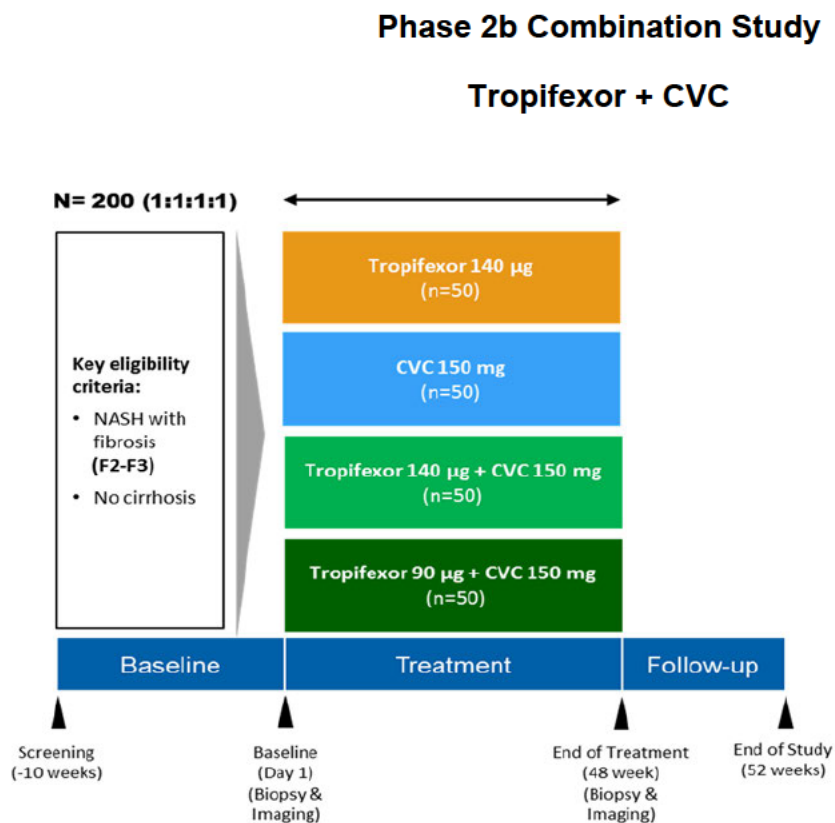 Phase 2b Combination Study
Tropifexor + CVC
N= 200 (1:1:1:1)
Key eligibility
criteria:
• NASH with
fibrosis
(F2-F3)
• No cirrhosis
Tropifexor 140 µg
(n=50)
CVC 150 mg
(n=50)
Tropifexor 140 µg + CVC 150 mg
(n=50)
Tropifexor 90 µg + CVC 150 mg
(n=50)
Baseline
Treatment
Follow-up
Screening
(-10 weeks)
Baseline
(Day 1)
(Biopsy &
Imaging)
End of Treatment
(48 week)
(Biopsy &
Imaging)
End of Study
(52 weeks)